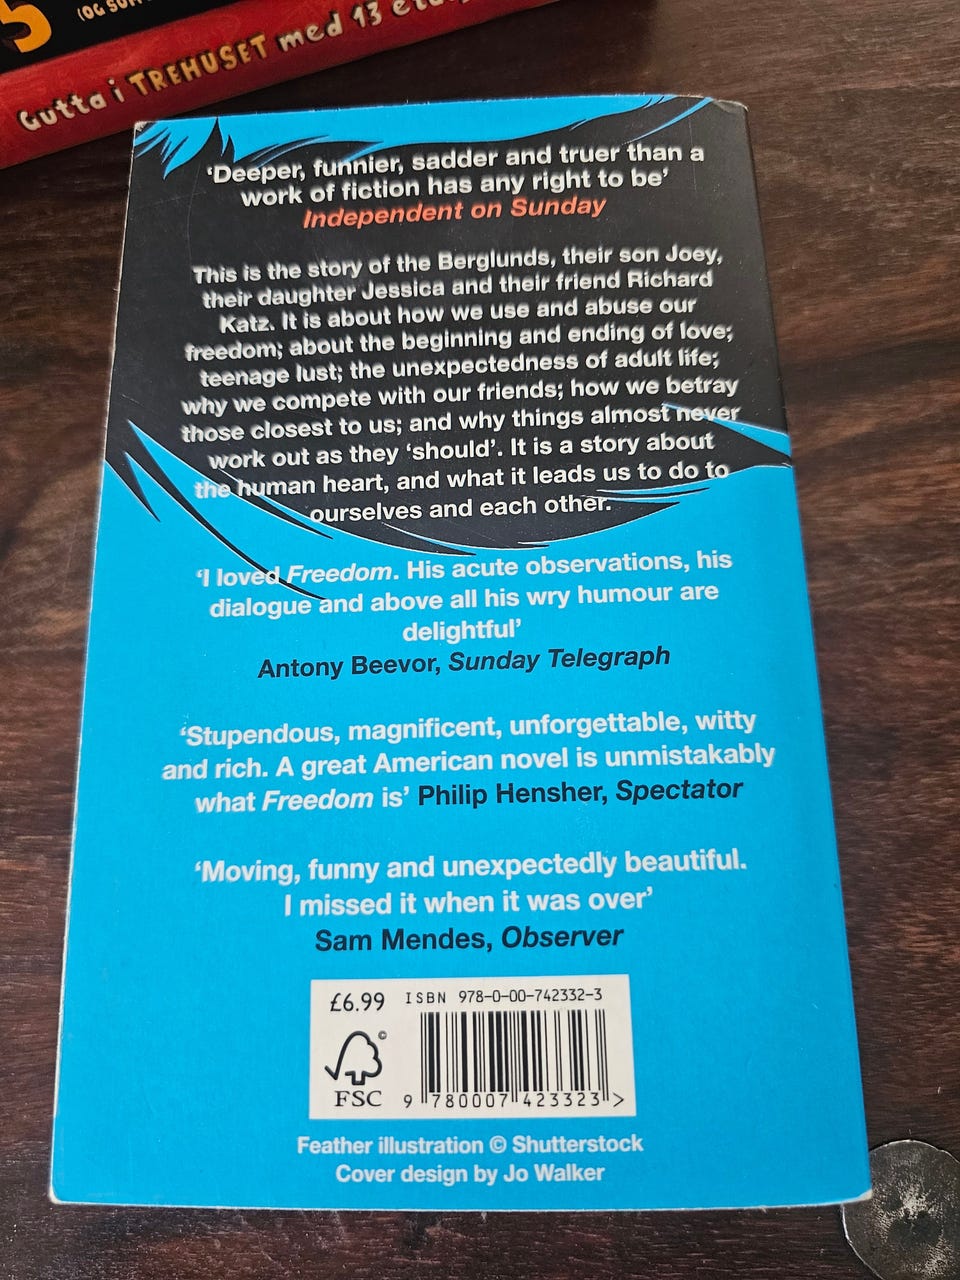 5
(OG SOM
Gutta i TREHUSET med 13 eta
‘Deeper, funnier, sadder and truer than a
work of fiction has any right to be’
Independent on Sunday
This is the story of the Berglunds, their son Joey,
their daughter Jessica and their friend Richard
Katz. It is about how we use and abuse our
freedom; about the beginning and ending of love;
teenage lust; the unexpectedness of adult life;
why we compete with our friends; how we betray
those closest to us; and why things almost never
work out as they ‘should’. It is a story about
the human heart, and what it leads us to do to
ourselves and each other.
‘I loved Freedom. His acute observations, his
dialogue and above all his wry humour are
delightful’
Antony Beevor, Sunday Telegraph
‘Stupendous, magnificent, unforgettable, witty
and rich. A great American novel is unmistakably
what Freedom is’ Philip Hensher, Spectator
‘Moving, funny and unexpectedly beautiful.
I missed it when it was over’
Sam Mendes, Observer
£6.99 ISBN 978-0-00-742332-3
©
FSC
9 780007 423323 >
Feather illustration © Shutterstock
Cover design by Jo Walker